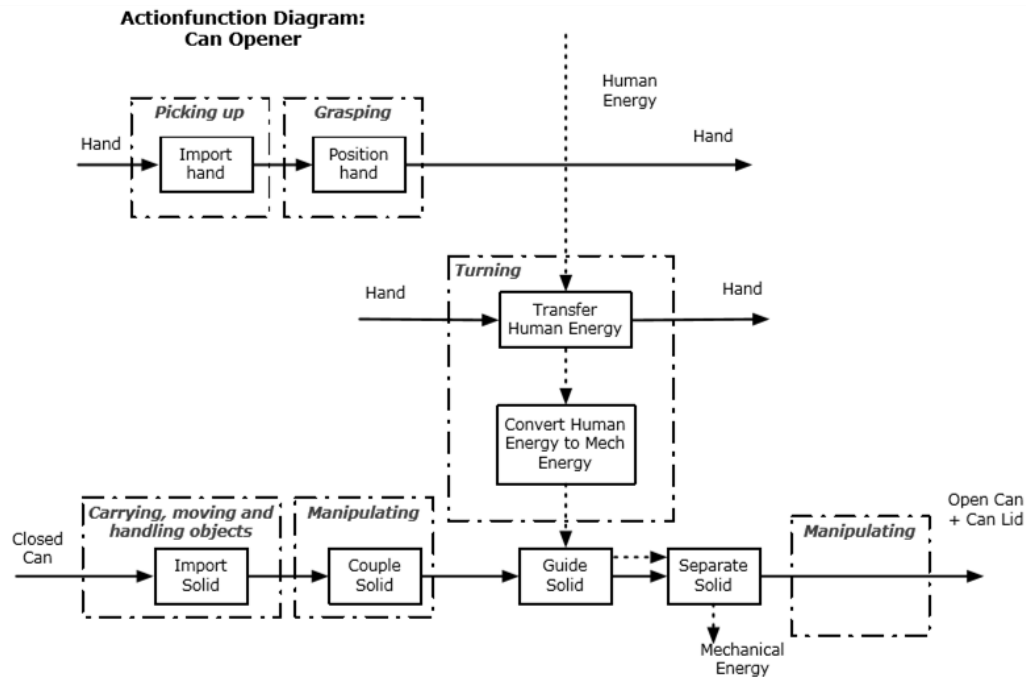 Actionfunction Diagram:
Can Opener
Human
Energy
Picking up
Grasping
Hand
Import
hand
Position
hand
Hand
Turning
Hand
Transfer
Human Energy
Hand
Convert Human
Energy to Mech
Energy
Carrying, moving and
handling objects
Manipulating
Manipulating
Open Can
+ Can Lid
Closed
Can
Import
Solid
Couple
Solid
Guide
Solid
Separate
Solid
Mechanical
Energy